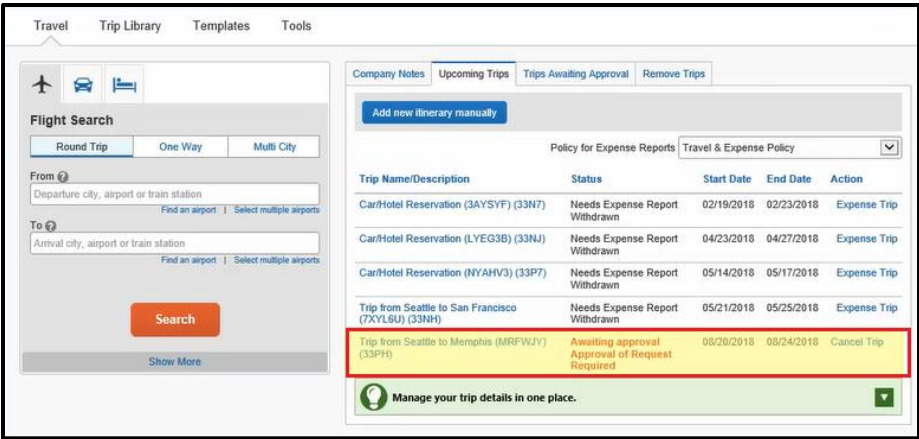 Travel Trip Library Templates Tools
Flight Search
Round Trip One Way Multi City
From
Departure city, airport or train station
Find an airport | Select multiple airports
To
Arrival city, airport or train station
Find an airport | Select multiple airports
Search
Show More
Company Notes Upcoming Trips Trips Awaiting Approval Remove Trips
Add new itinerary manually
Policy for Expense Reports Travel & Expense Policy
Trip Name/Description Status Start Date End Date Action
Car/Hotel Reservation (3AYSYF) (33N7) Needs Expense Report 02/19/2018 02/23/2018 Expense Trip
Withdrawn
Car/Hotel Reservation (LYEG3B) (33NJ) Needs Expense Report 04/23/2018 04/27/2018 Expense Trip
Withdrawn
Car/Hotel Reservation (NYAHV3) (33P7) Needs Expense Report 05/14/2018 05/17/2018 Expense Trip
Withdrawn
Trip from Seattle to San Francisco Needs Expense Report 05/21/2018 05/25/2018 Expense Trip
(7XYL6U) (33NH) Withdrawn
Trip from Seattle to Memphis (MRFWJY) Awaiting approval 08/20/2018 08/24/2018 Cancel Trip
(33PH) Approval of Request
Required
Manage your trip details in one place.